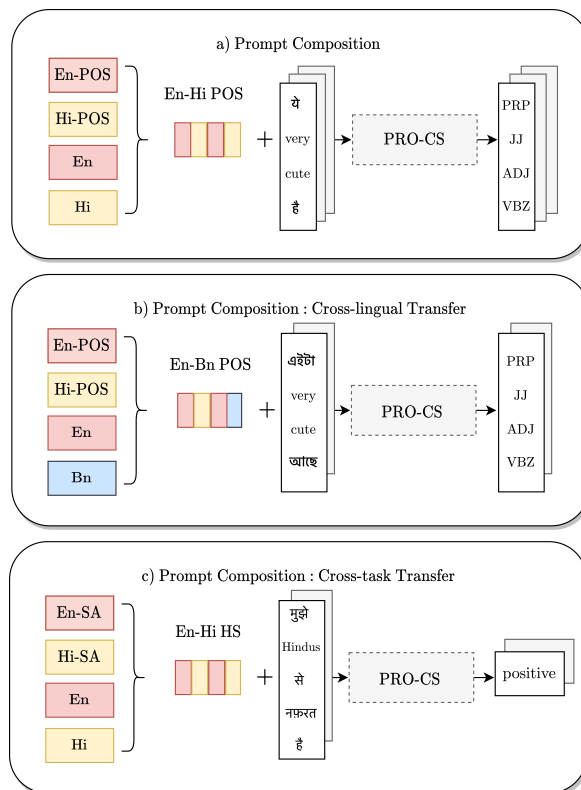 a) Prompt Composition
En-POS
Hi-POS
En
Hi
En-Hi POS
+
ये
very
cute
है
PRO-CS
PRP
JJ
ADJ
VBZ
b) Prompt Composition : Cross-lingual Transfer
En-POS
Hi-POS
En
Bn
En-Bn POS
+
এইটা
very
cute
আছে
PRO-CS
PRP
JJ
ADJ
VBZ
c) Prompt Composition : Cross-task Transfer
En-SA
Hi-SA
En
Hi
En-Hi HS
+
मुझे
Hindus
से
नफ़रत
है
PRO-CS
positive